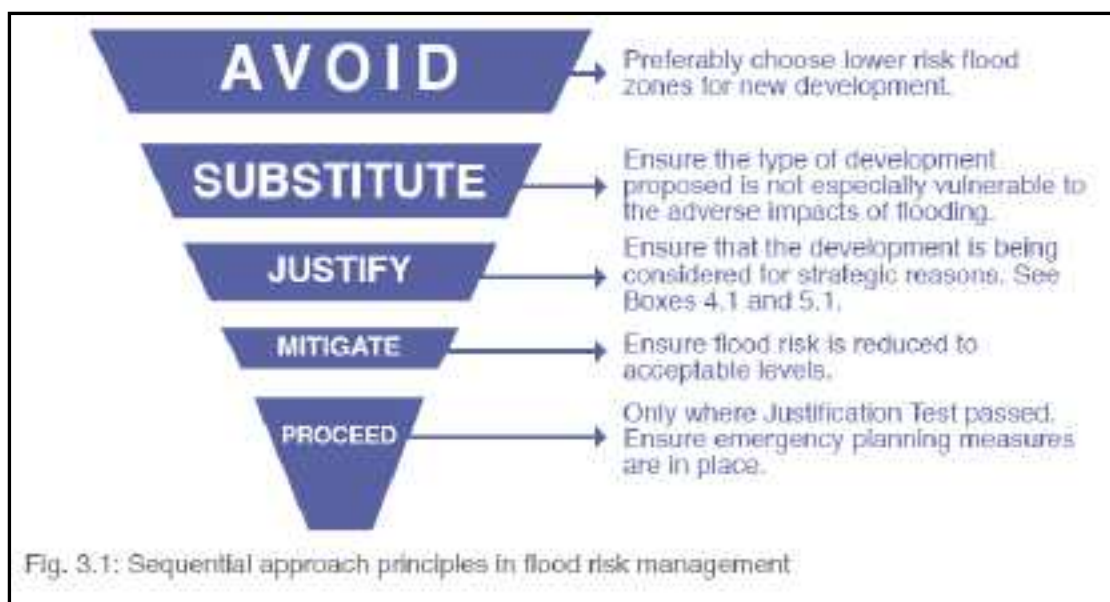 AVOID
Preferably choose lower risk flood
zones for new development.
SUBSTITUTE
Ensure the type of development
proposed is not especially vulnerable to
the adverse impacts of flooding.
JUSTIFY
Ensure that the development is being
considered for strategic reasons. See
Boxes 4.1 and 5.1.
MITIGATE
Ensure flood risk is reduced to
acceptable levels.
PROCEED
Only where Justification Test passed.
Ensure emergency planning measures
are in place.
Fig. 3.1: Sequential approach principles in flood risk management